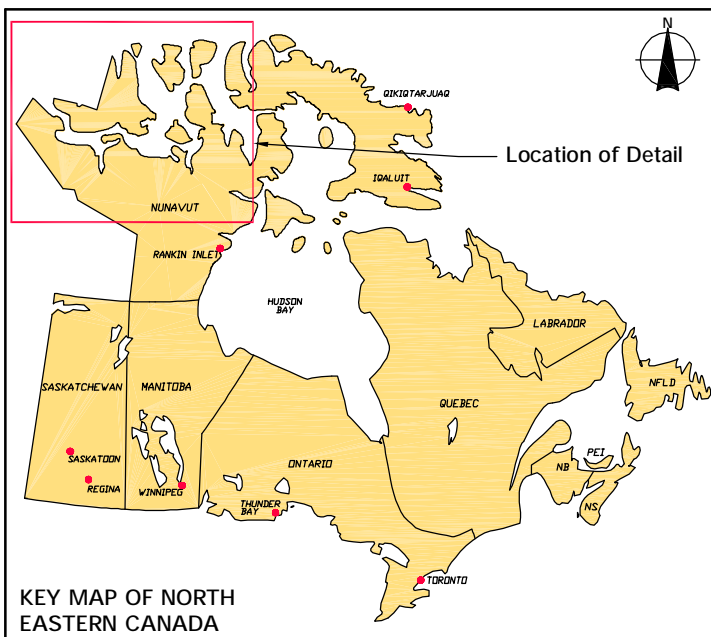 N
QIKIQTARJUAQ
Location of Detail
IQALUIT
NUNAVUT
RANKIN INLET
HUDSON
BAY
LABRADOR
SASKATCHEWAN
MANITOBA
NFLD
QUEBEC
SASKATOON
ONTARIO
PEI
NB
REGINA
WINNIPEG
THUNDER
BAY
NS
TORONTO
KEY MAP OF NORTH
EASTERN CANADA